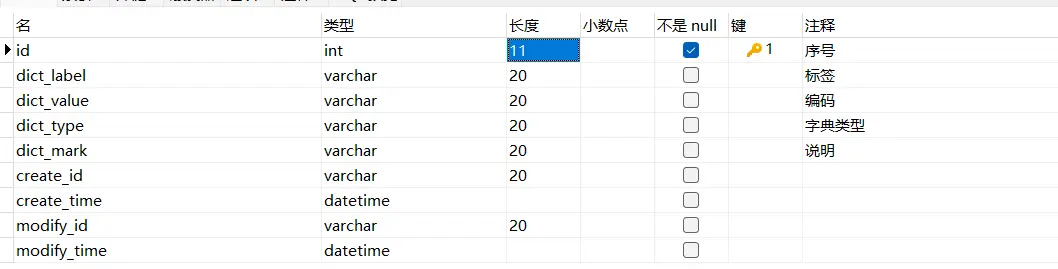 名 类型 长度 小数点 不是 null 键 注释
id int 11 1 序号
dict_label varchar 20 标签
dict_value varchar 20 编码
dict_type varchar 20 字典类型
dict_mark varchar 20 说明
create_id varchar 20
create_time datetime
modify_id varchar 20
modify_time datetime